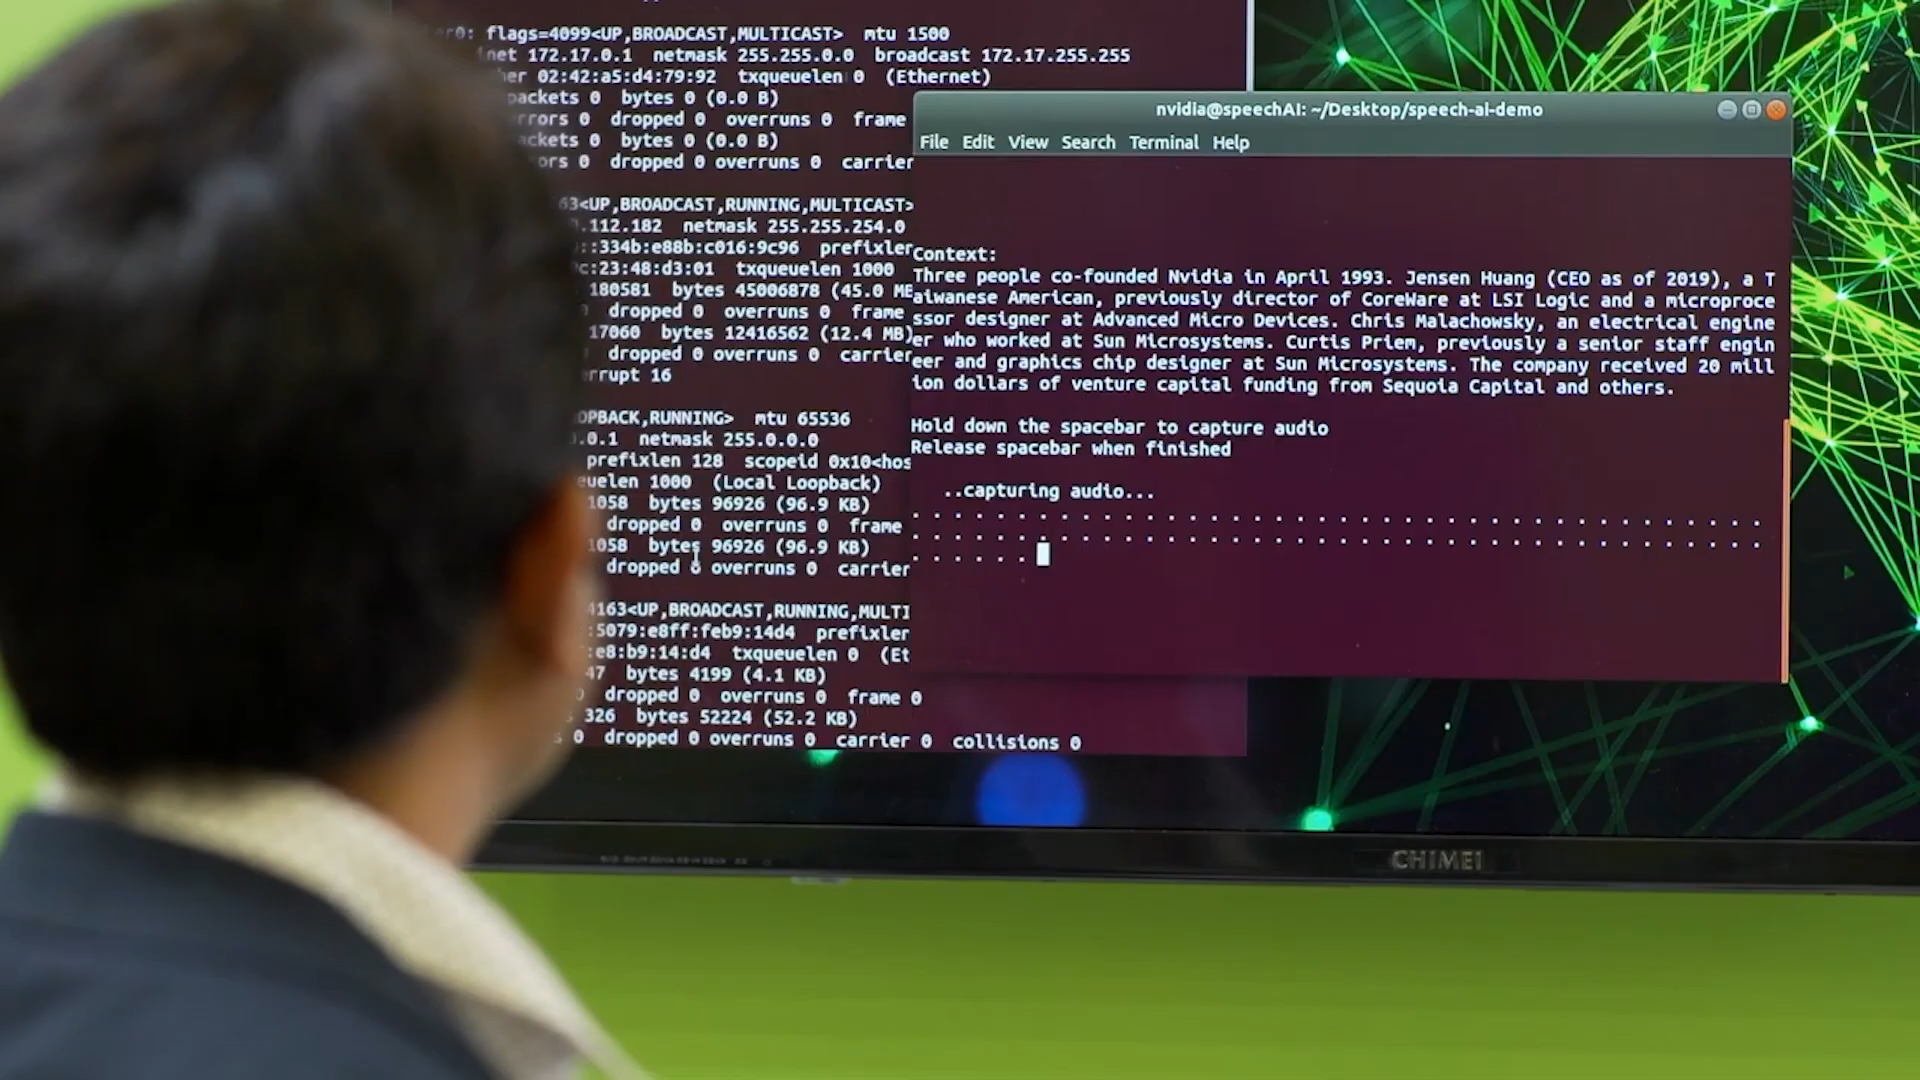 flags=4099<UP,BROADCAST,MULTICAST> mtu 1500
inet 172.17.0.1 netmask 255.255.0.0 broadcast 172.17.255.255
02:42:a5:d4:79:92 txqueuelen 0 (Ethernet)
packets 0 bytes 0 (0.0 B)
errors 0 dropped 0 overruns 0 frame
packets 0 bytes 0 (0.0 B)
dropped 0 overruns 0 carrier
63<UP,BROADCAST,RUNNING,MULTICAST>
.112.182 netmask 255.255.254.0
::334b:e88b:c016:9c96 prefixler
:23:48:d3:01 txqueuelen 1000
180581 bytes 45006878 (45.0 ME
dropped 0 overruns 0 frame
17060 bytes 12416562 (12.4 MB)
dropped 0 overruns 0 carrier
errupt 16
OPBACK,RUNNING> mtu 65536
.0.1 netmask 255.0.0.0
prefixlen 128 scopeid 0x10<hos
euelen 1000 (Local Loopback)
1058 bytes 96926 (96.9 KB)
dropped 0 overruns 0 frame
1058 bytes 96926 (96.9 KB)
dropped 0 overruns 0 carrier
4163<UP,BROADCAST,RUNNING,MULTI
:5079:e8ff:feb9:14d4 prefixler
:e8:b9:14:d4 txqueuelen 0 (Et
47 bytes 4199 (4.1 KB)
dropped 0 overruns 0 frame 0
326 bytes 52224 (52.2 KB)
0 dropped 0 overruns 0 carrier 0 collisions 0
nvidia@speechAI: ~/Desktop/speech-ai-demo
File Edit View Search Terminal Help
Context:
Three people co-founded Nvidia in April 1993. Jensen Huang (CEO as of 2019), a T
aiwanese American, previously director of CoreWare at LSI Logic and a microproce
ssor designer at Advanced Micro Devices. Chris Malachowsky, an electrical engine
er who worked at Sun Microsystems. Curtis Priem, previously a senior staff engin
eer and graphics chip designer at Sun Microsystems. The company received 20 mill
ion dollars of venture capital funding from Sequoia Capital and others.
Hold down the spacebar to capture audio
Release spacebar when finished
..capturing audio...
. . . . . . . . . . . . . . . . . . . . . . . . . . . . . . . . . . . . . . . .
. . . . . . . . . . . . . . . . . . . . . . . . . . . . . . . . . . . . . . . .
. . . . . .
CHIMEI